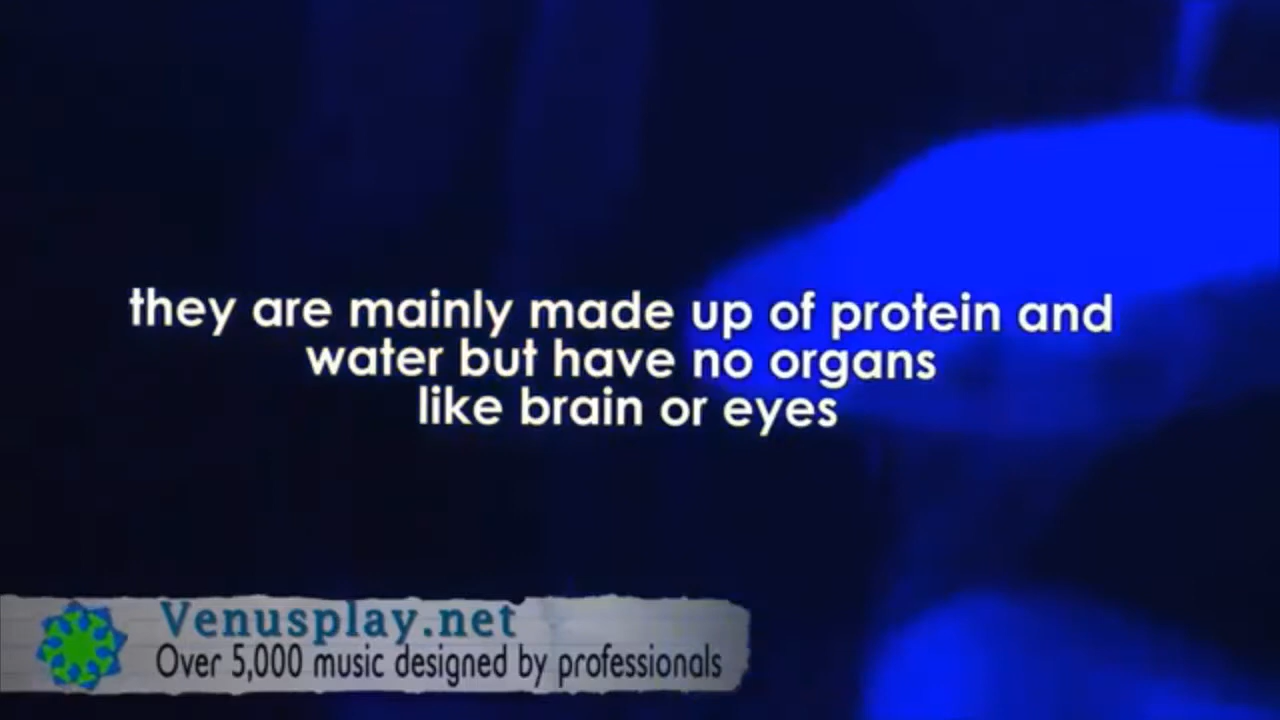 they are mainly made up of protein and
water but have no organs
like brain or eyes
Venusplay.net
Over 5,000 music designed by professionals